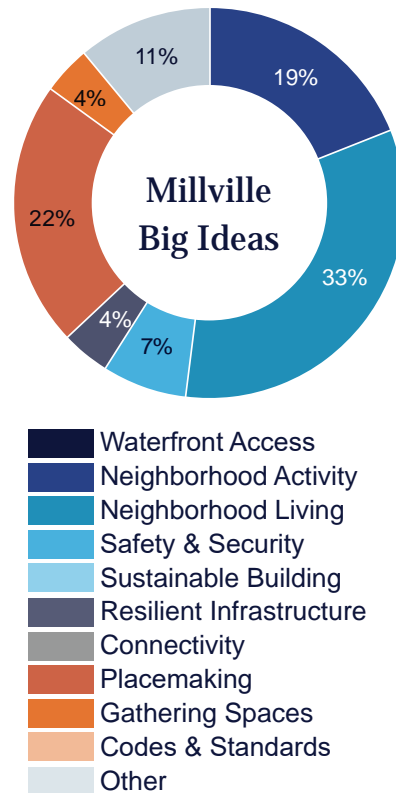 11%
19%
4%
Millville
Big Ideas
22%
33%
4%
7%
Waterfront Access
Neighborhood Activity
Neighborhood Living
Safety & Security
Sustainable Building
Resilient Infrastructure
Connectivity
Placemaking
Gathering Spaces
Codes & Standards
Other